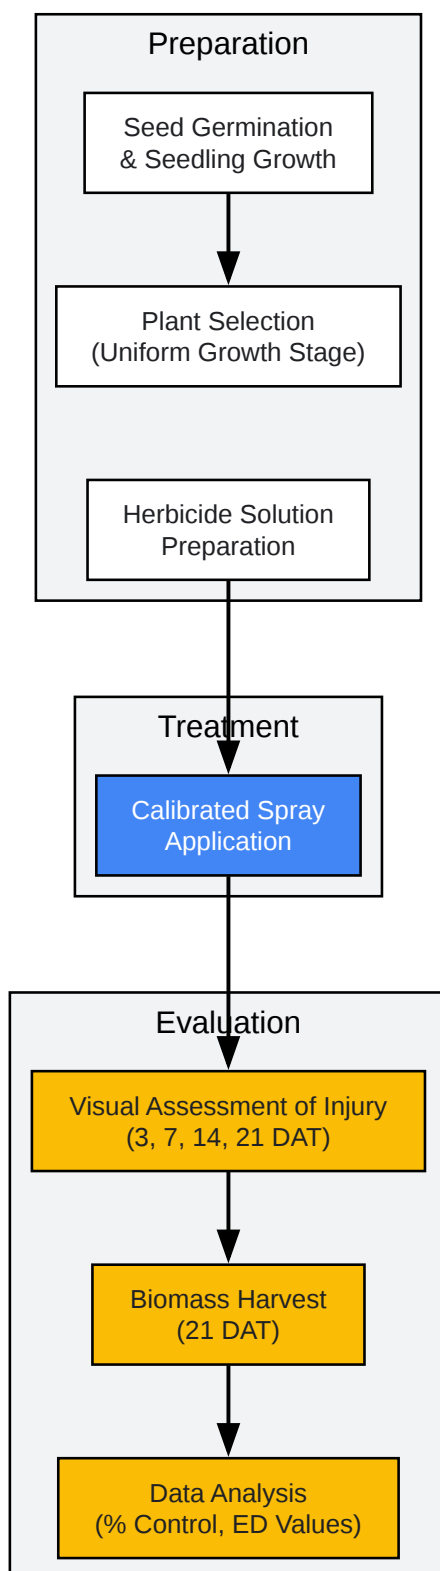 Preparation
Seed Germination
& Seedling Growth
Plant Selection
(Uniform Growth Stage)
Herbicide Solution
Preparation
Treatment
Calibrated Spray
Application
Evaluation
Visual Assessment of Injury
(3, 7, 14, 21 DAT)
Biomass Harvest
(21 DAT)
Data Analysis
(% Control, ED Values)